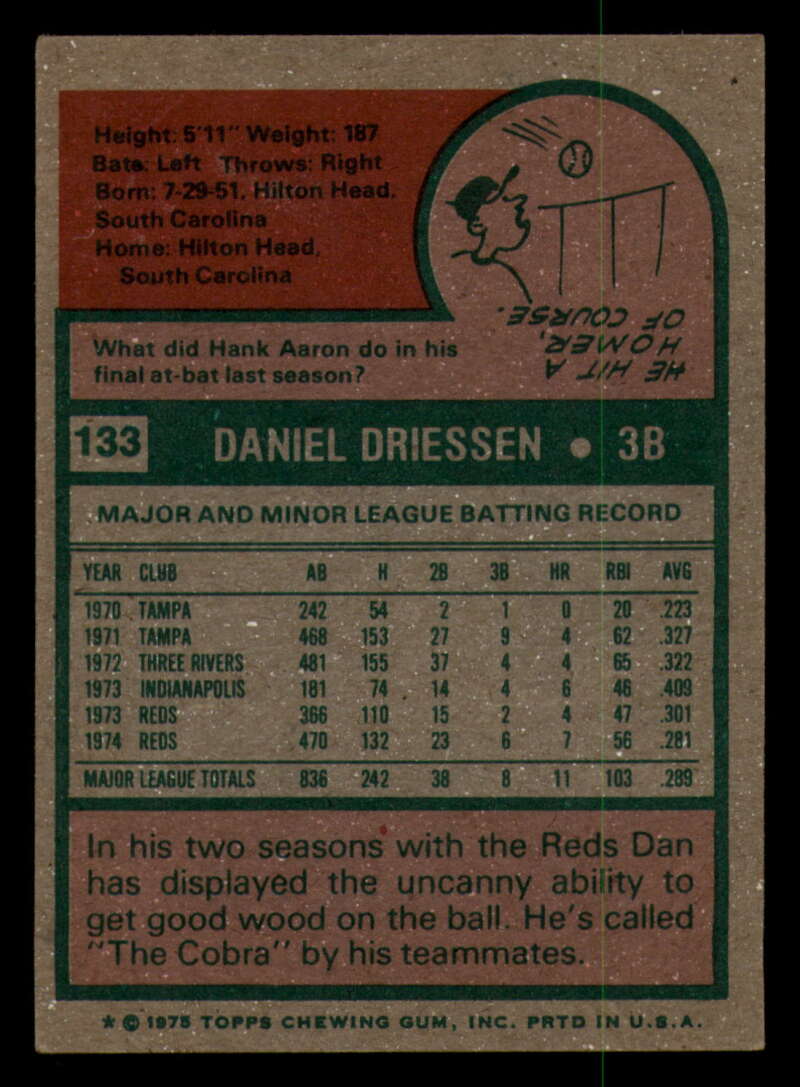 Height: 5'11" Weight: 187
Bats: Left Throws: Right
Born: 7-29-51, Hilton Head,
South Carolina
Home: Hilton Head,
South Carolina
What did Hank Aaron do in his
final at-bat last season?
HE HIT A
HOMER,
OF COURSE.
133 DANIEL DRIESSEN • 3B
MAJOR AND MINOR LEAGUE BATTING RECORD
YEAR CLUB AB H 2B 3B HR RBI AVG
1970 TAMPA 242 54 2 1 0 20 .223
1971 TAMPA 468 153 27 9 4 62 .327
1972 THREE RIVERS 481 155 37 4 4 65 .322
1973 INDIANAPOLIS 181 74 14 4 6 46 .409
1973 REDS 366 110 15 2 4 47 .301
1974 REDS 470 132 23 6 7 56 .281
MAJOR LEAGUE TOTALS 836 242 38 8 11 103 .289
In his two seasons with the Reds Dan
has displayed the uncanny ability to
get good wood on the ball. He's called
"The Cobra" by his teammates.
* © 1975 TOPPS CHEWING GUM, INC. PRTD IN U.S.A.